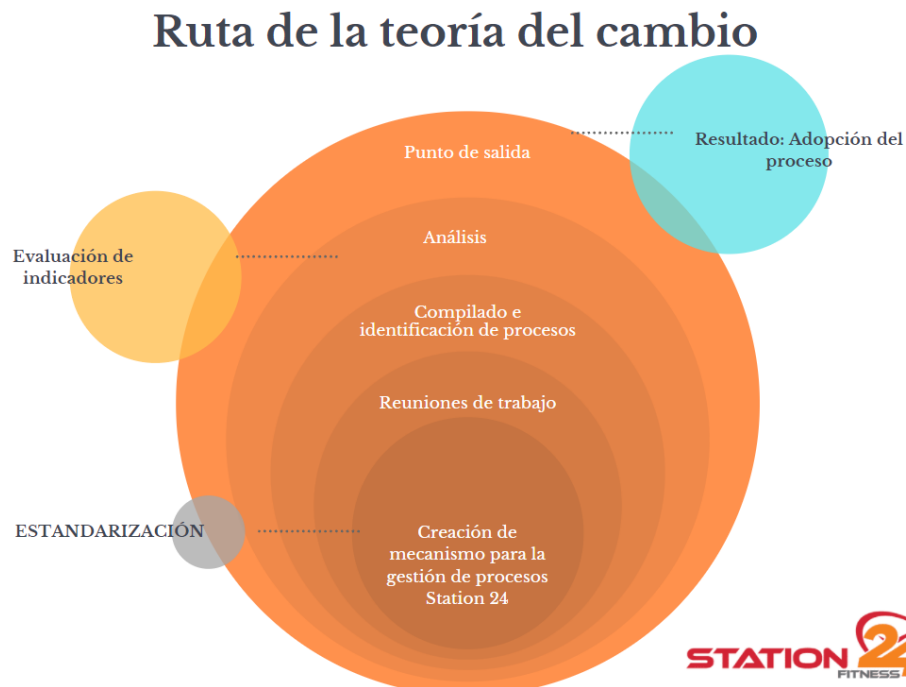 Ruta de la teoría del cambio
Punto de salida
Resultado: Adopción del
proceso
Análisis
Evaluación de
indicadores
Compilado e
identificación de procesos
Reuniones de trabajo
ESTANDARIZACIÓN
Creación de
mecanismo para la
gestión de procesos
Station 24
STATION 24
FITNESS